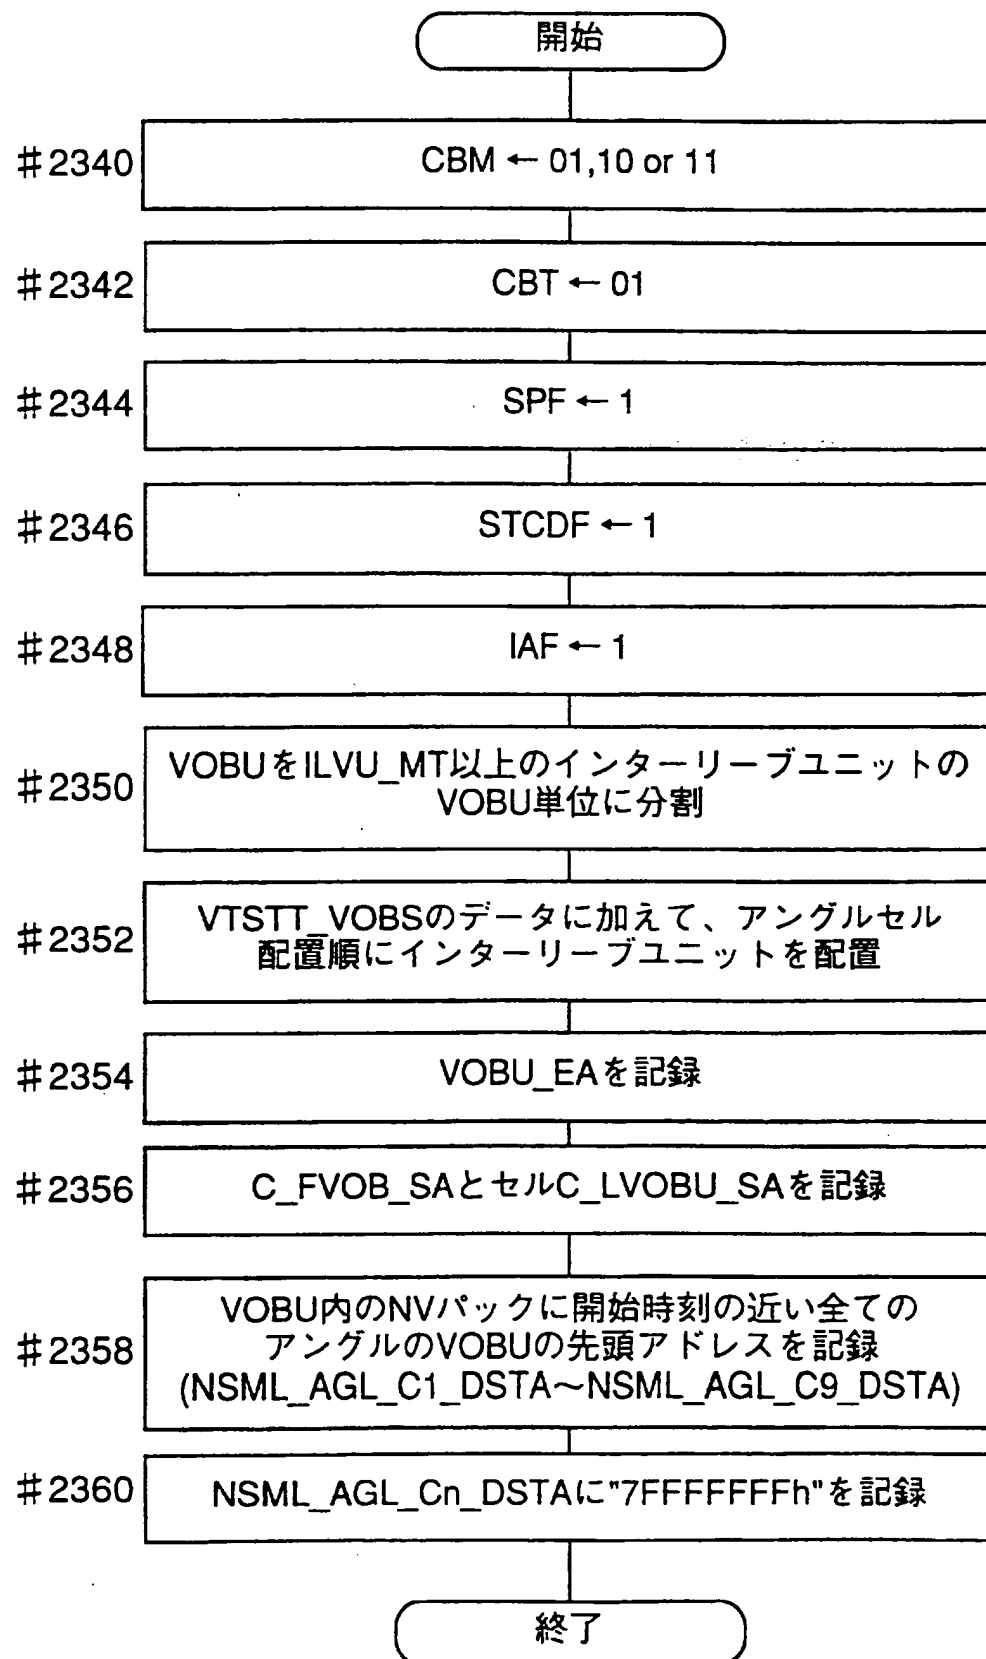 開始
#2340 CBM ← 01,10 or 11
#2342 CBT ← 01
#2344 SPF ← 1
#2346 STCDF ← 1
#2348 IAF ← 1
#2350 VOBUをILVU_MT以上のインターリーブユニットの
VOBU単位に分割
#2352 VTSTT_VOBSのデータに加えて、アングルセル
配置順にインターリーブユニットを配置
#2354 VOBU_EAを記録
#2356 C_FVOB_SAとセルC_LVOBU_SAを記録
#2358 VOBU内のNVパックに開始時刻の近い全ての
アングルのVOBUの先頭アドレスを記録
(NSML_AGL_C1_DSTA～NSML_AGL_C9_DSTA)
#2360 NSML_AGL_Cn_DSTAに"7FFFFFFFh"を記録
終了